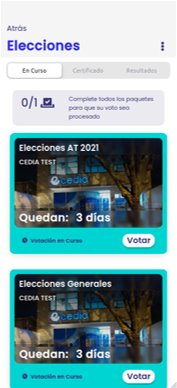 Atrás
Elecciones
En Curso
Certificado
Resultados
0/1
Complete todos los paquetes
para que su voto sea
procesado
Elecciones AT 2021
CEDIA TEST
cedia
Quedan: 3 días
Votación en Curso
Votar
Elecciones Generales
CEDIA TEST
cedia
Quedan: 3 días
Votación en Curso
Votar